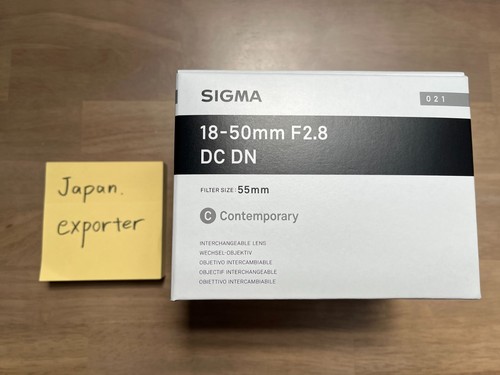 Japan.
exporter
SIGMA
021
18-50mm F2.8
DC DN
FILTER SIZE: 55mm
C Contemporary
INTERCHANGEABLE LENS
WECHSEL-OBJEKTIV
OBJETIVO INTERCAMBIABLE
OBJECTIF INTERCHANGEABLE
OBIETTIVO INTERCAMBIABILE